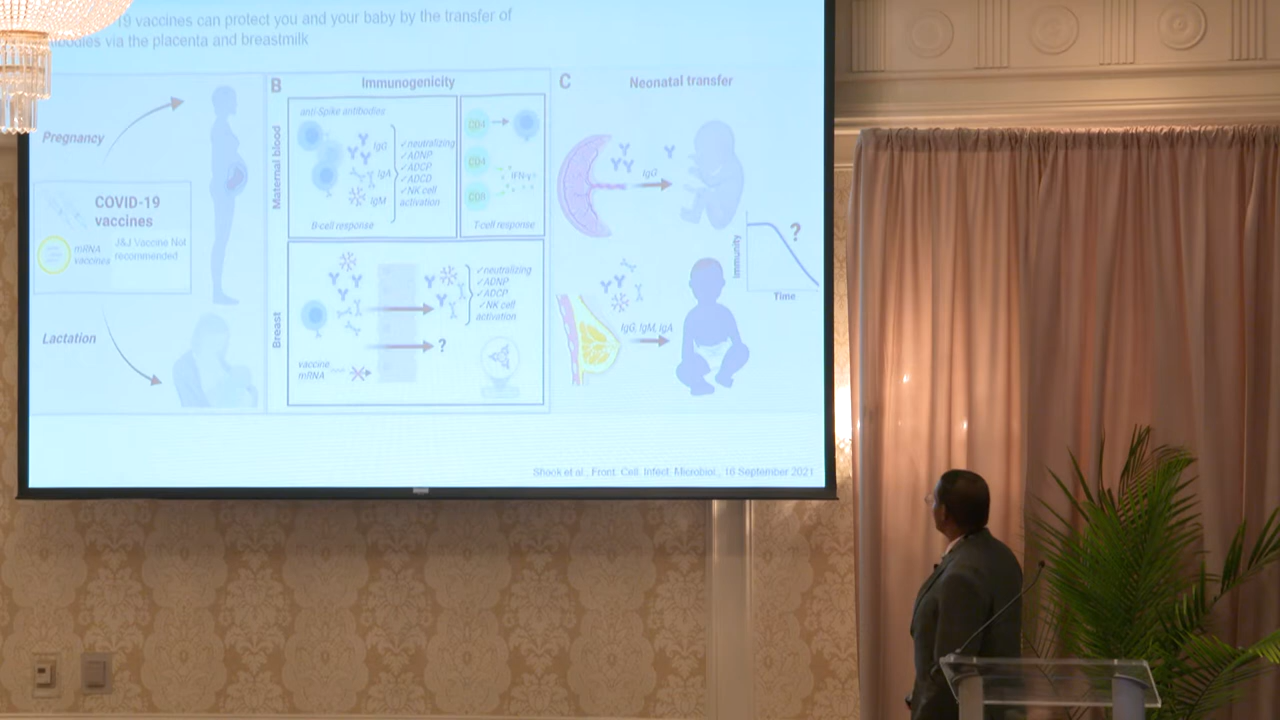 19 vaccines can protect you and your baby by the transfer of
antibodies via the placenta and breastmilk
Pregnancy
COVID-19
vaccines
mRNA
vaccines
J&J Vaccine Not
recommended
Lactation
B
Immunogenicity
Maternal blood
anti-Spike antibodies
IgG
IgA
IgM
✓neutralizing
✓ADNP
✓ADCP
✓ADCD
✓NK cell
activation
B-cell response
CD4
CD4
CD8
IFN-γ
T-cell response
Breast
✓neutralizing
✓ADNP
✓ADCP
✓NK cell
activation
?
vaccine
mRNA
C
Neonatal transfer
IgG
IgG, IgM, IgA
Immunity
?
Time
Shook et al., Front. Cell. Infect. Microbiol., 16 September 2021